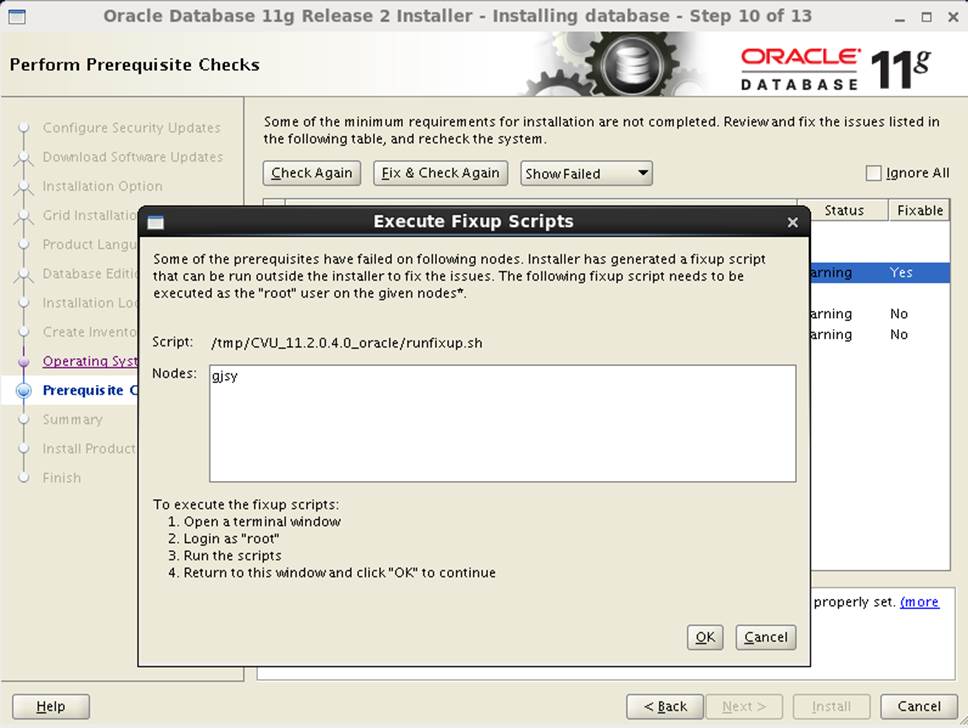 Oracle Database 11g Release 2 Installer - Installing database - Step 10 of 13
Perform Prerequisite Checks
ORACLE
DATABASE
11g
Configure Security Updates
Download Software Updates
Installation Option
Grid Installatio
Product Langu
Database Editio
Installation Loc
Create Invento
Operating Syst
Prerequisite C
Summary
Install Product
Finish
Some of the minimum requirements for installation are not completed. Review and fix the issues listed in
the following table, and recheck the system.
Check Again
Fix & Check Again
Show Failed
Ignore All
Status
Fixable
arning Yes
arning No
arning No
Execute Fixup Scripts
Some of the prerequisites have failed on following nodes. Installer has generated a fixup script
that can be run outside the installer to fix the issues. The following fixup script needs to be
executed as the "root" user on the given nodes*.
Script: /tmp/CVU_11.2.0.4.0_oracle/runfixup.sh
Nodes: gjsy
To execute the fixup scripts:
1. Open a terminal window
2. Login as "root"
3. Run the scripts
4. Return to this window and click "OK" to continue
OK
Cancel
properly set. (more
Help
< Back
Next >
Install
Cancel